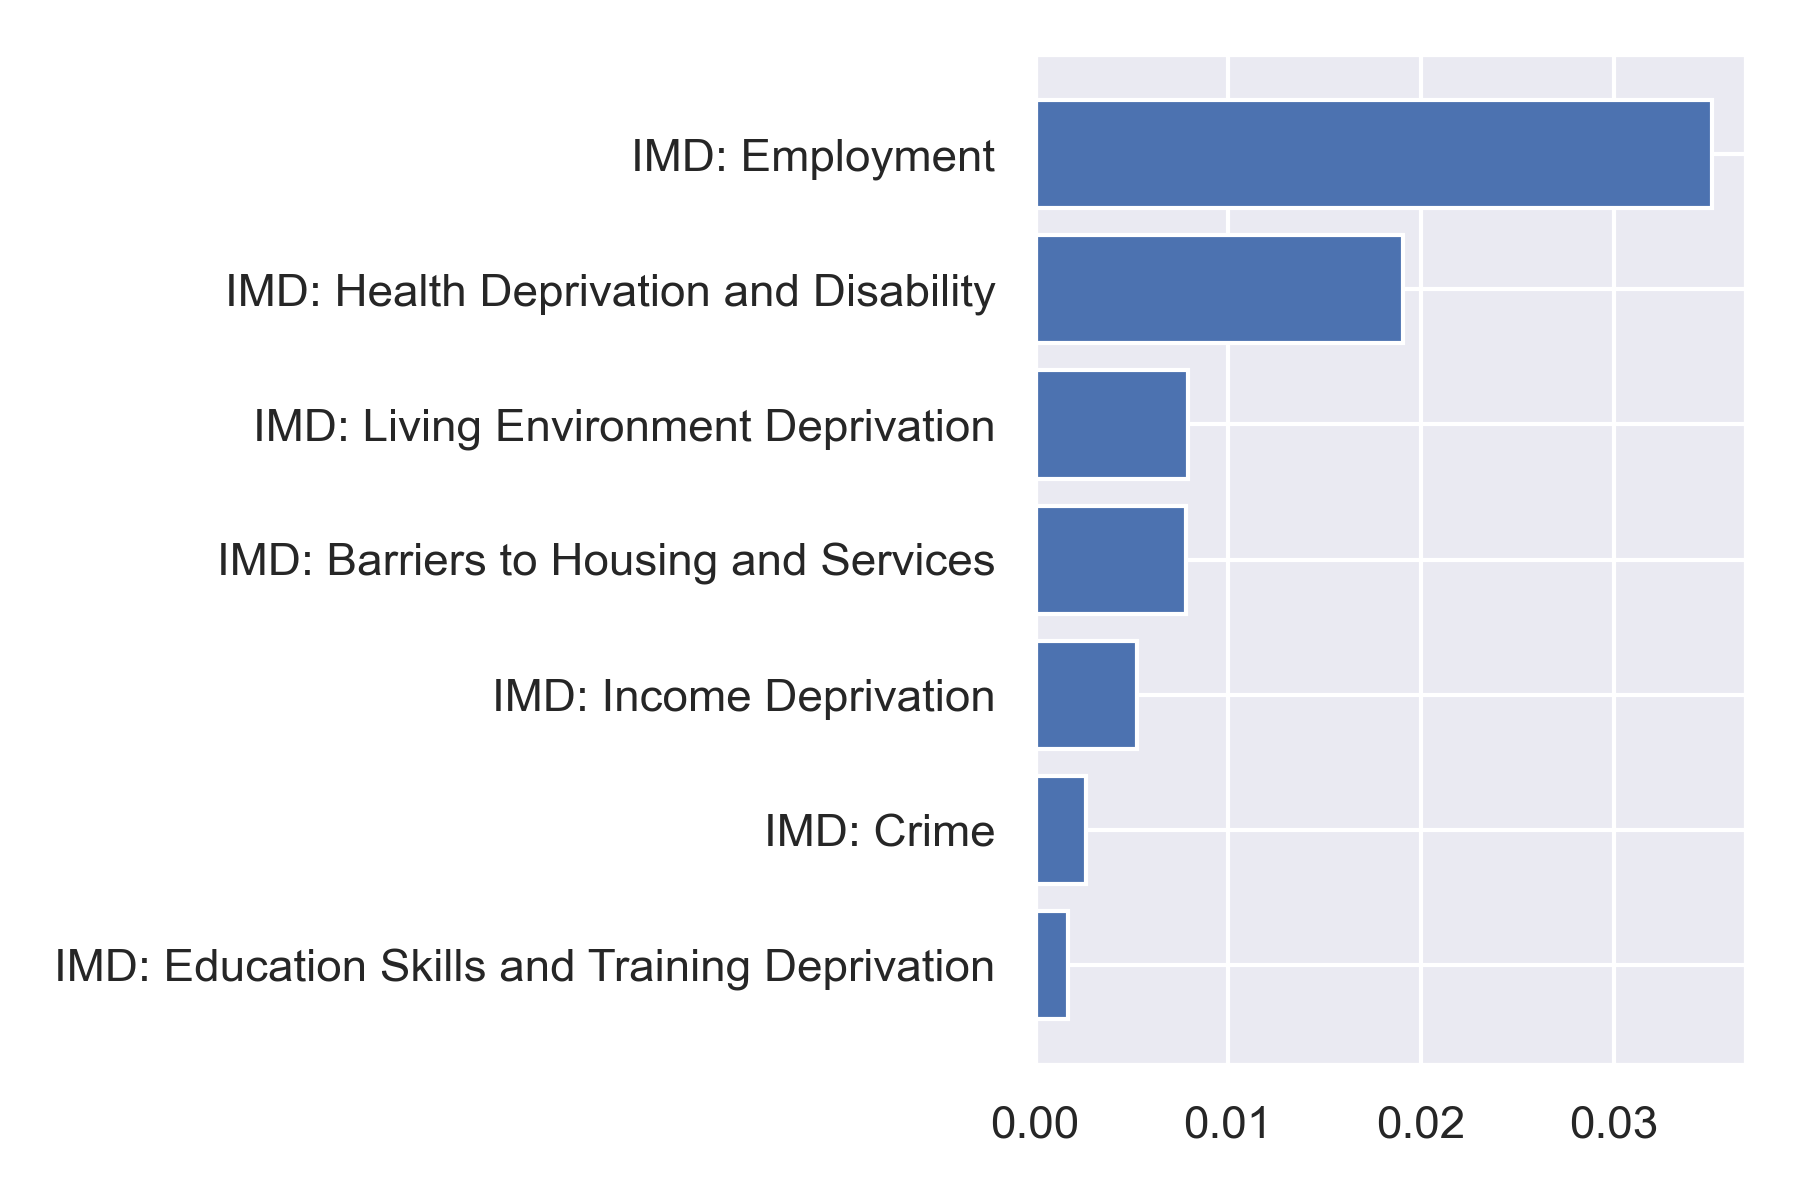 IMD: Employment
IMD: Health Deprivation and Disability
IMD: Living Environment Deprivation
IMD: Barriers to Housing and Services
IMD: Income Deprivation
IMD: Crime
IMD: Education Skills and Training Deprivation
0.00 0.01 0.02 0.03